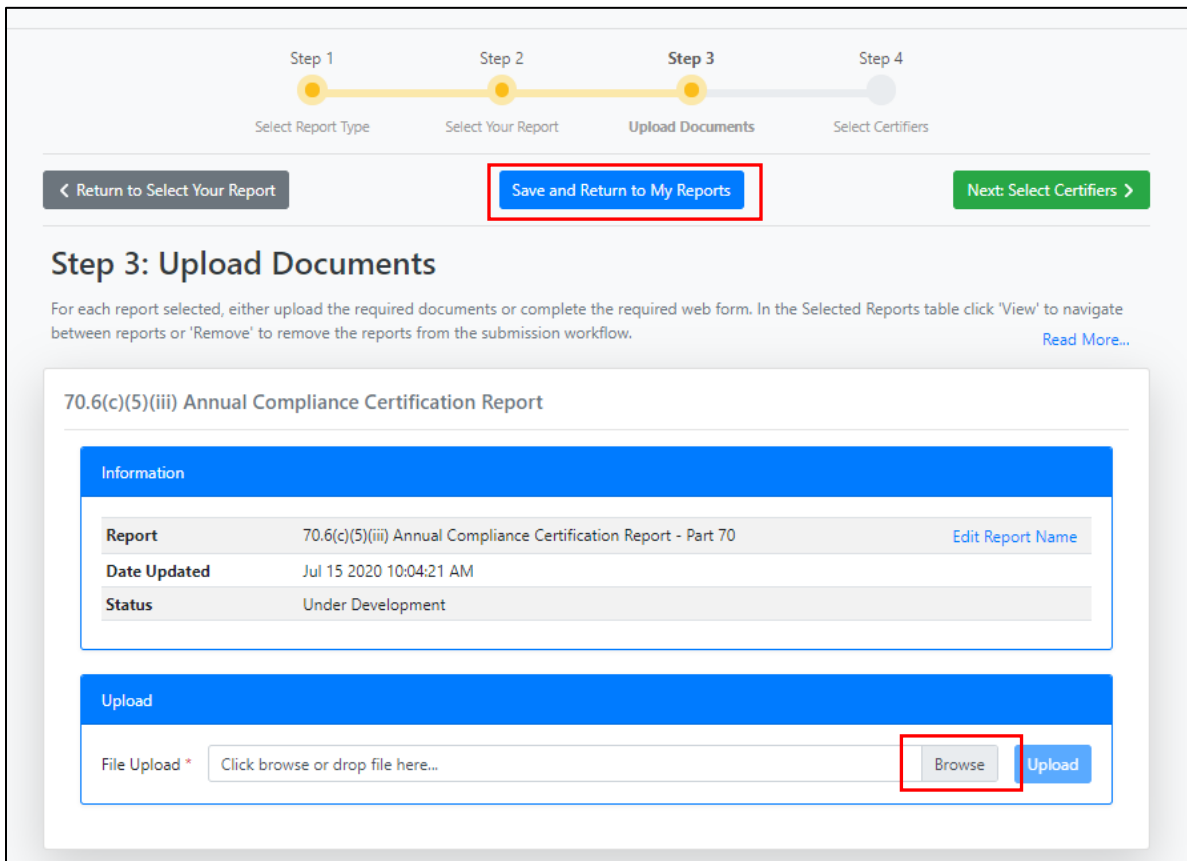 Step 1 Step 2 Step 3 Step 4
Select Report Type Select Your Report Upload Documents Select Certifiers
Return to Select Your Report Save and Return to My Reports Next: Select Certifiers
Step 3: Upload Documents
For each report selected, either upload the required documents or complete the required web form. In the Selected Reports table click 'View' to navigate
between reports or 'Remove' to remove the reports from the submission workflow.
Read More...
70.6(c)(5)(iii) Annual Compliance Certification Report
Information
Report 70.6(c)(5)(iii) Annual Compliance Certification Report - Part 70 Edit Report Name
Date Updated Jul 15 2020 10:04:21 AM
Status Under Development
Upload
File Upload * Click browse or drop file here... Browse Upload